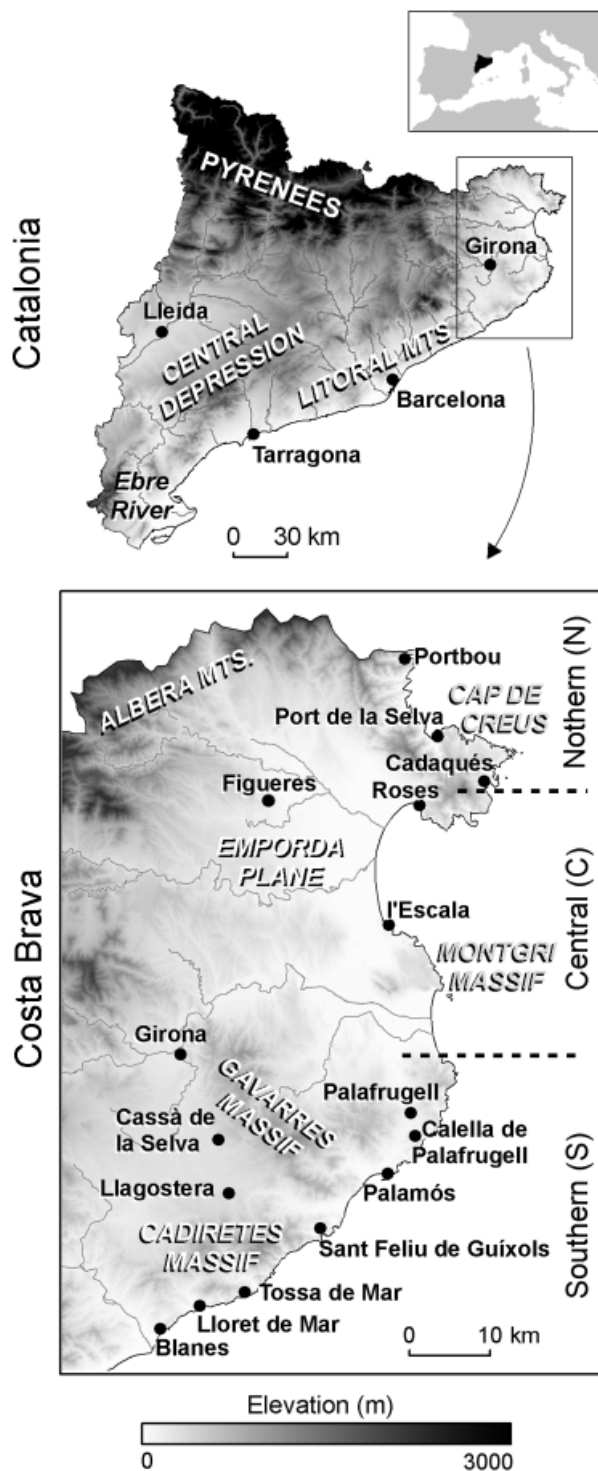 Catalonia
PYRENEES
Girona
Lleida
CENTRAL
DEPRESSION
LITORAL MTS
Barcelona
Tarragona
Ebre
River
0 30 km
Costa Brava
ALBERA MTS.
Portbou
CAP DE
CREUS
Port de la Selva
Cadaqués
Roses
Figueres
EMPORDA
PLANE
l'Escala
MONTGRI
MASSIF
Girona
GAVARRES
MASSIF
Palafrugell
Cassà de
la Selva
Calella de
Palafrugell
Llagostera
Palamós
CADIRETES
MASSIF
Sant Feliu de Guíxols
Tossa de Mar
Lloret de Mar
Blanes
0 10 km
Nothern (N)
Central (C)
Southern (S)
Elevation (m)
0 3000